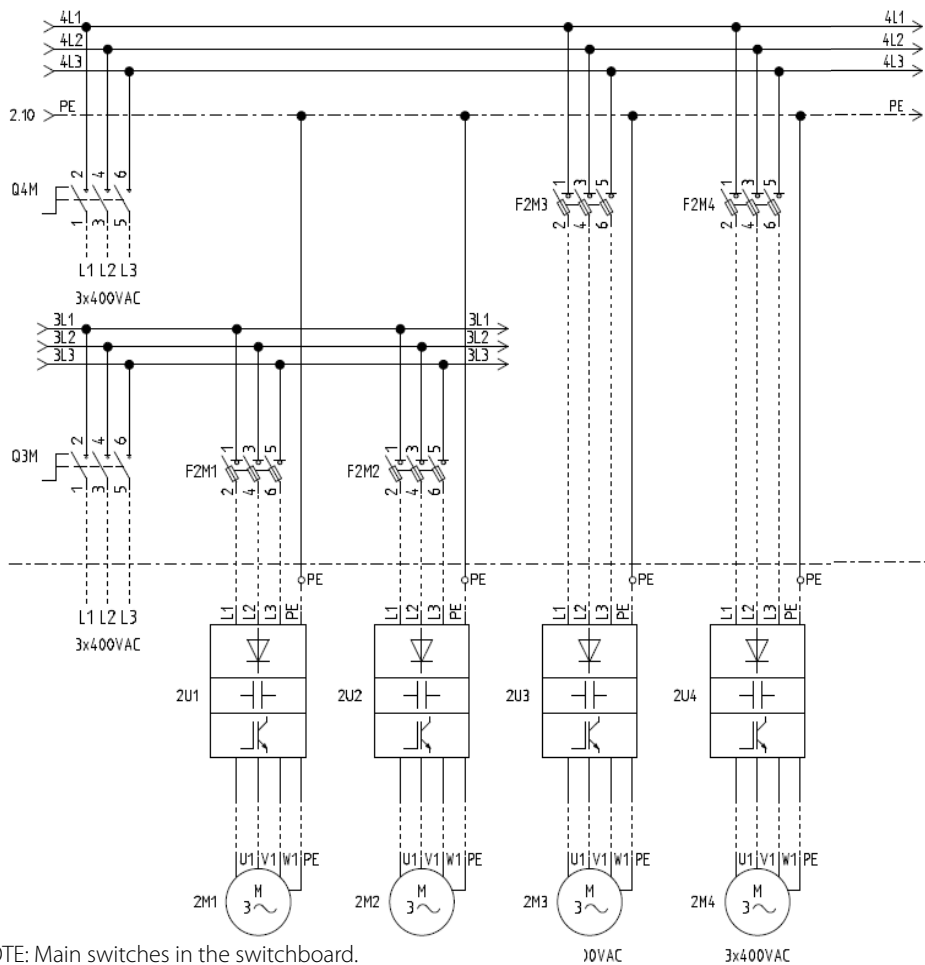 4L1 4L1
4L2 4L2
4L3 4L3
2.10 PE PE
Q4M 2 4 6 F2M3 1 3 5 F2M4 1 3 5
1 3 5 2 4 6 2 4 6
L1 L2 L3
3x400VAC
3L1 3L1
3L2 3L2
3L3 3L3
Q3M 2 4 6 F2M1 1 3 5 F2M2 1 3 5
1 3 5 2 4 6 2 4 6
PE PE PE PE
L1 L2 L3 L1 L2 L3 PE L1 L2 L3 PE L1 L2 L3 PE L1 L2 L3 PE
3x400VAC
2U1 2U2 2U3 2U4
U1 V1 W1 PE U1 V1 W1 PE U1 V1 W1 PE U1 V1 W1 PE
2M1 M 3 2M2 M 3 2M3 M 3 2M4 M 3
OTE: Main switches in the switchboard. 00VAC 3x400VAC